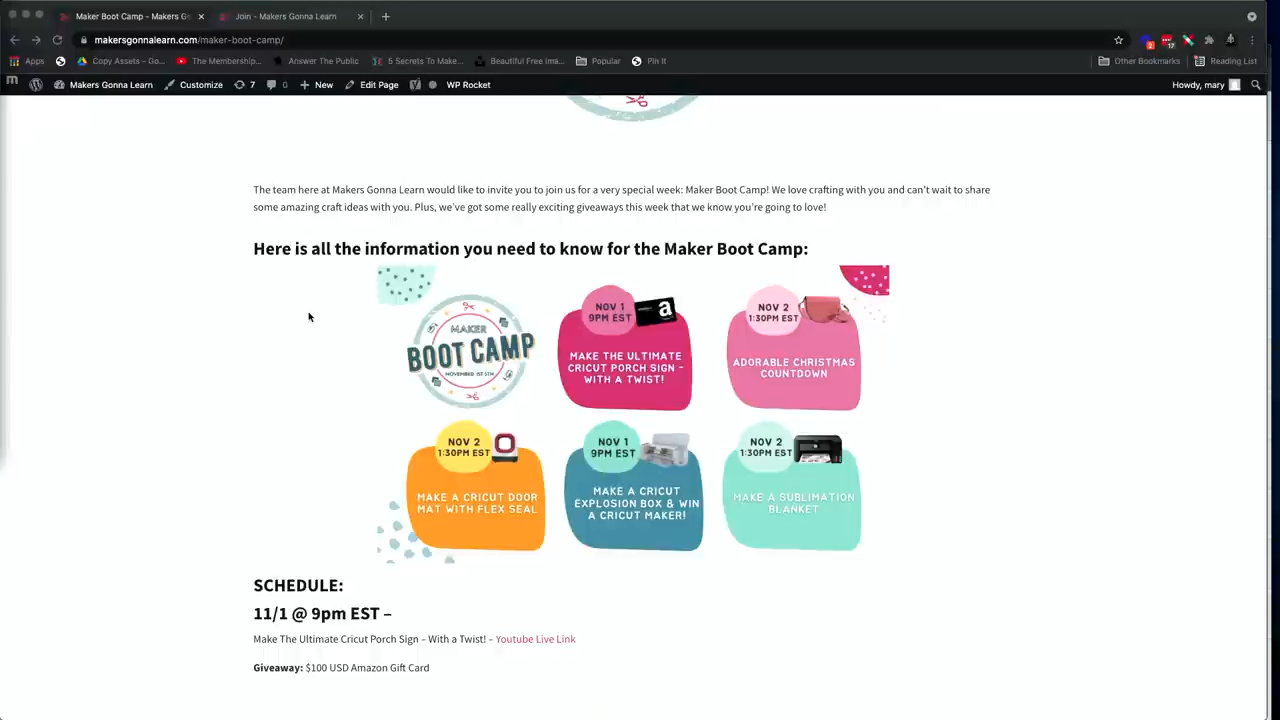 Maker Boot Camp - Makers Go
Join - Makers Gonna Learn
makersgonnalearn.com/maker-boot-camp/
Apps
Copy Assets – Go...
The Membership...
Answer The Public
5 Secrets To Make...
Beautiful Free Ima...
Popular
Pin It
Other Bookmarks
Reading List
Makers Gonna Learn
Customize
7
0
New
Edit Page
WP Rocket
Howdy, mary
The team here at Makers Gonna Learn would like to invite you to join us for a very special week: Maker Boot Camp! We love crafting with you and can't wait to share
some amazing craft ideas with you. Plus, we've got some really exciting giveaways this week that we know you're going to love!
Here is all the information you need to know for the Maker Boot Camp:
MAKER
BOOT CAMP
NOVEMBER 1ST-5TH
NOV 1
9PM EST
a
MAKE THE ULTIMATE
CRICUT PORCH SIGN -
WITH A TWIST!
NOV 2
1:30PM EST
ADORABLE CHRISTMAS
COUNTDOWN
NOV 2
1:30PM EST
MAKE A CRICUT DOOR
MAT WITH FLEX SEAL
NOV 1
9PM EST
MAKE A CRICUT
EXPLOSION BOX & WIN
A CRICUT MAKER!
NOV 2
1:30PM EST
MAKE A SUBLIMATION
BLANKET
SCHEDULE:
11/1 @ 9pm EST –
Make The Ultimate Cricut Porch Sign – With a Twist! – Youtube Live Link
Giveaway: $100 USD Amazon Gift Card